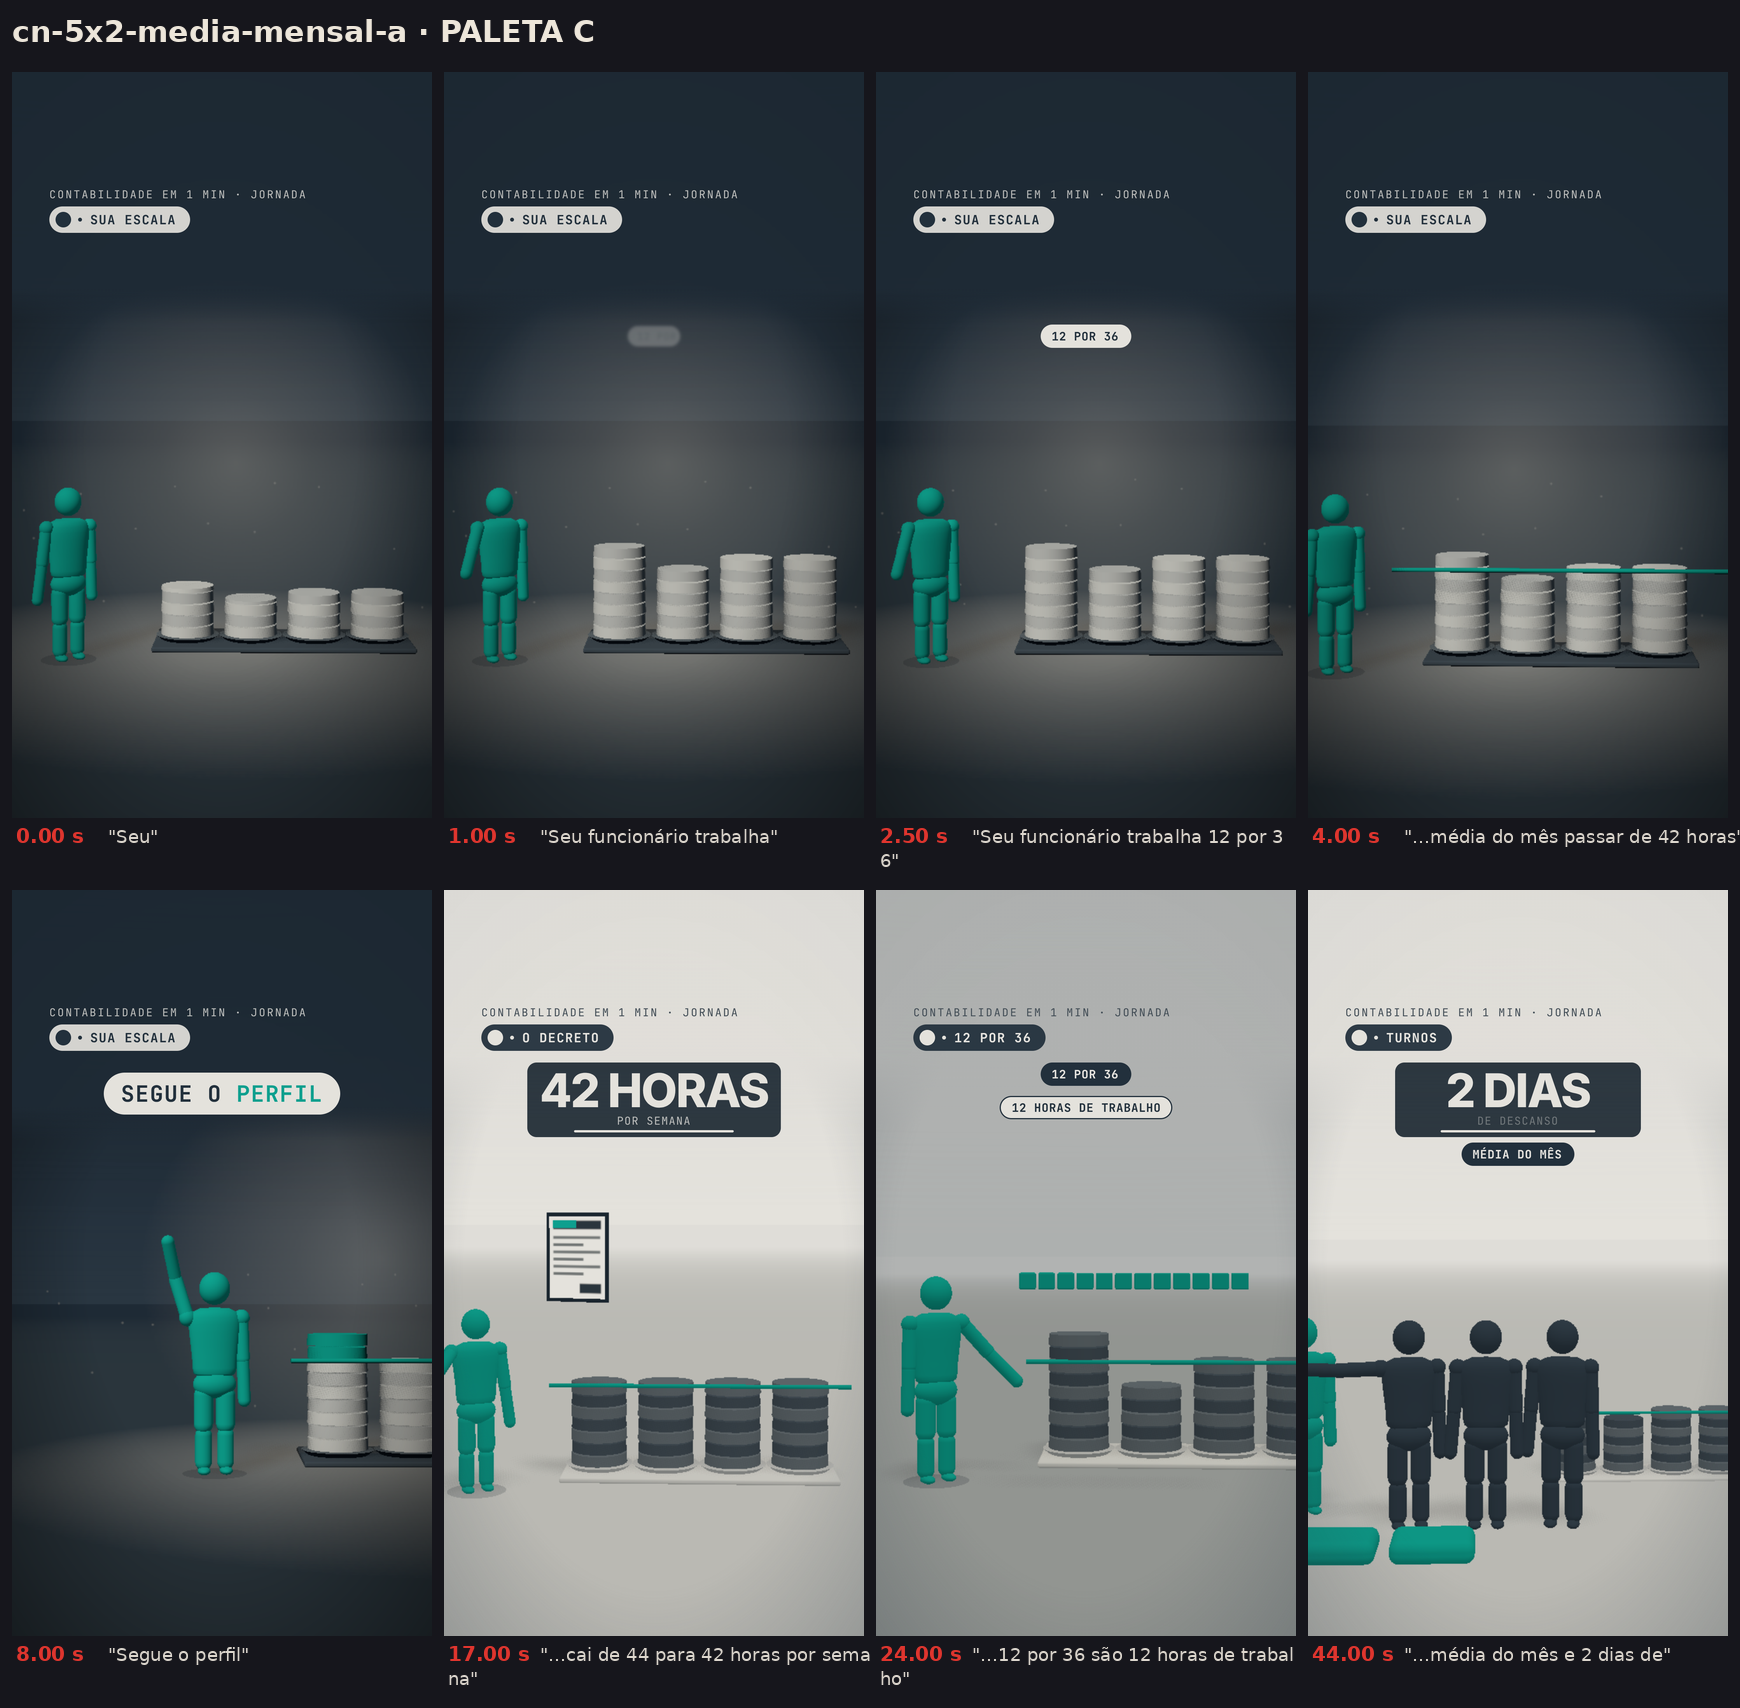 cn-5x2-media-mensal-a · PALETA C
CONTABILIDADE EM 1 MIN · JORNADA
• SUA ESCALA
0.00 s "Seu"
CONTABILIDADE EM 1 MIN · JORNADA
• SUA ESCALA
1.00 s "Seu funcionário trabalha"
CONTABILIDADE EM 1 MIN · JORNADA
• SUA ESCALA
12 POR 36
2.50 s "Seu funcionário trabalha 12 por 3
6"
CONTABILIDADE EM 1 MIN · JORNADA
• SUA ESCALA
4.00 s "...média do mês passar de 42 horas"
CONTABILIDADE EM 1 MIN · JORNADA
• SUA ESCALA
SEGUE O PERFIL
8.00 s "Segue o perfil"
CONTABILIDADE EM 1 MIN · JORNADA
• O DECRETO
42 HORAS
POR SEMANA
17.00 s "...cai de 44 para 42 horas por sema
na"
CONTABILIDADE EM 1 MIN · JORNADA
• 12 POR 36
12 POR 36
12 HORAS DE TRABALHO
24.00 s "...12 por 36 são 12 horas de trabal
ho"
CONTABILIDADE EM 1 MIN · JORNADA
• TURNOS
2 DIAS
DE DESCANSO
MÉDIA DO MÊS
44.00 s "...média do mês e 2 dias de"